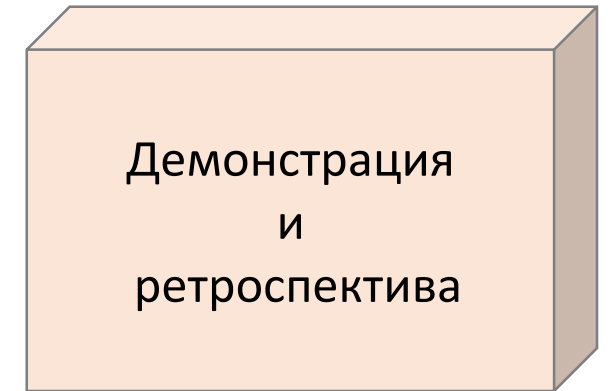 Демонстрация
и
ретроспектива